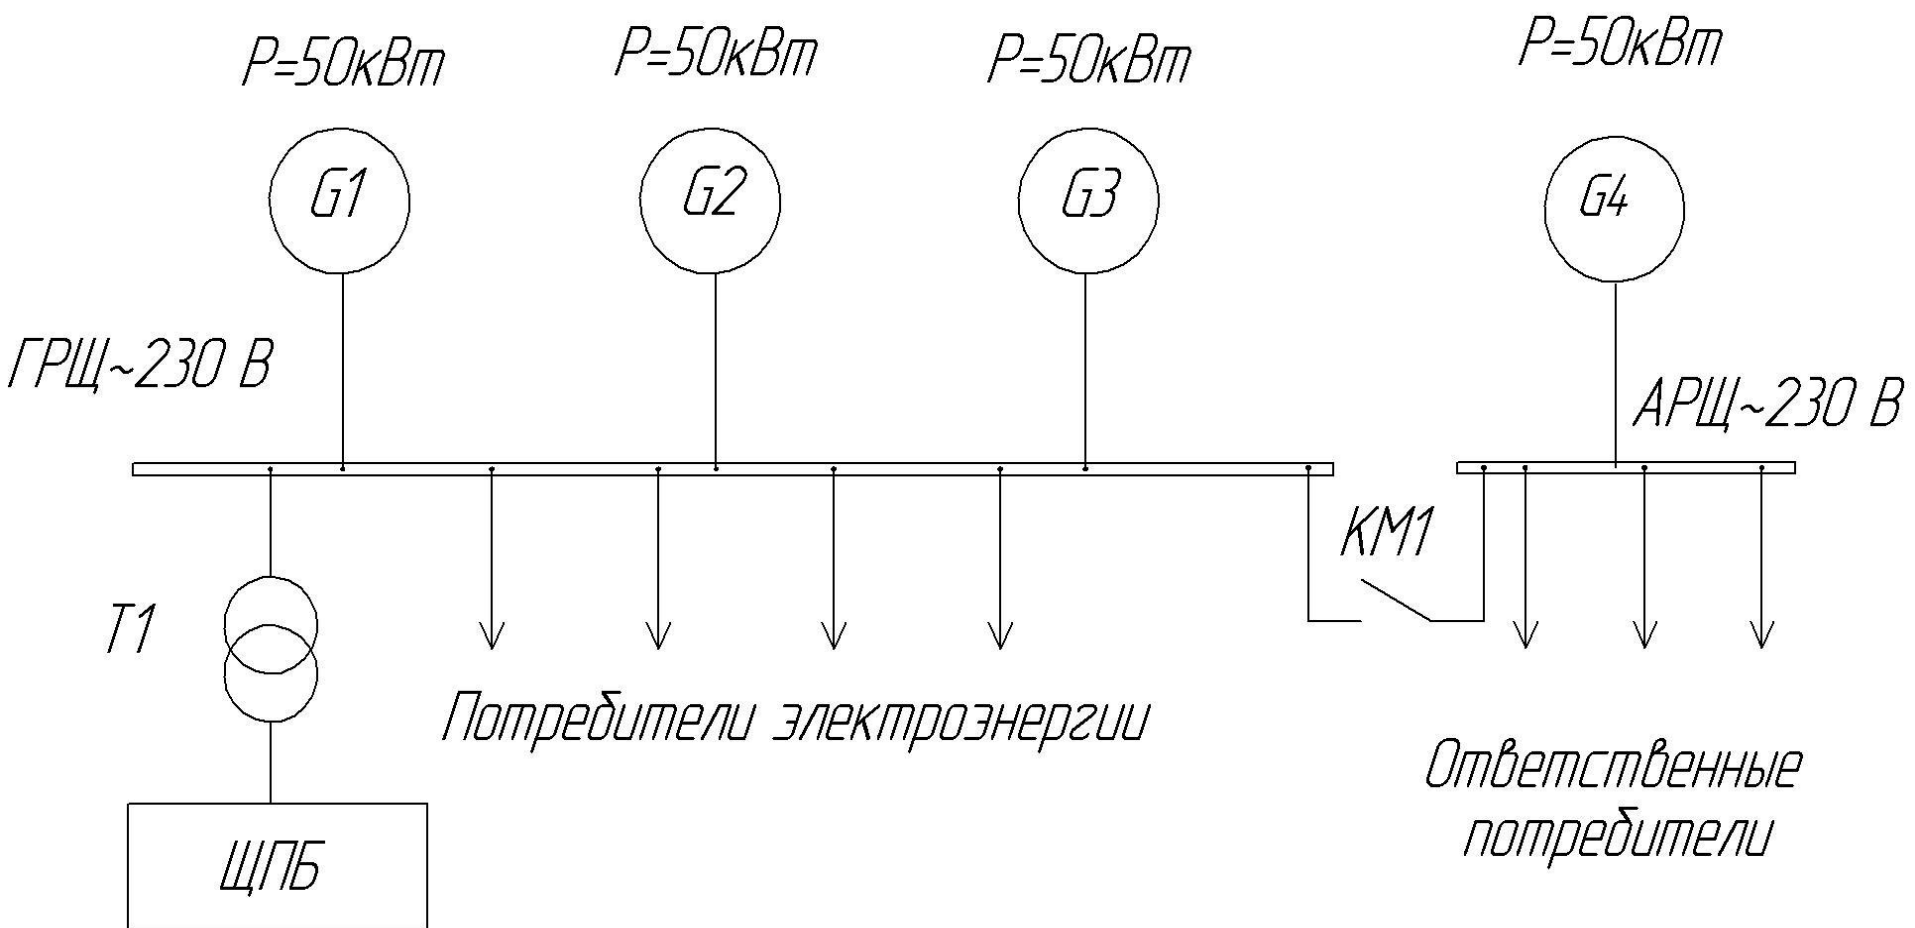 P=50кВт
P=50кВт
P=50кВт
P=50кВт
G1
G2
G3
G4
ГРЩ~230 В
АРЩ~230 В
КМ1
Т1
Потребители электроэнергии
Ответственные
потребители
ЩПБ